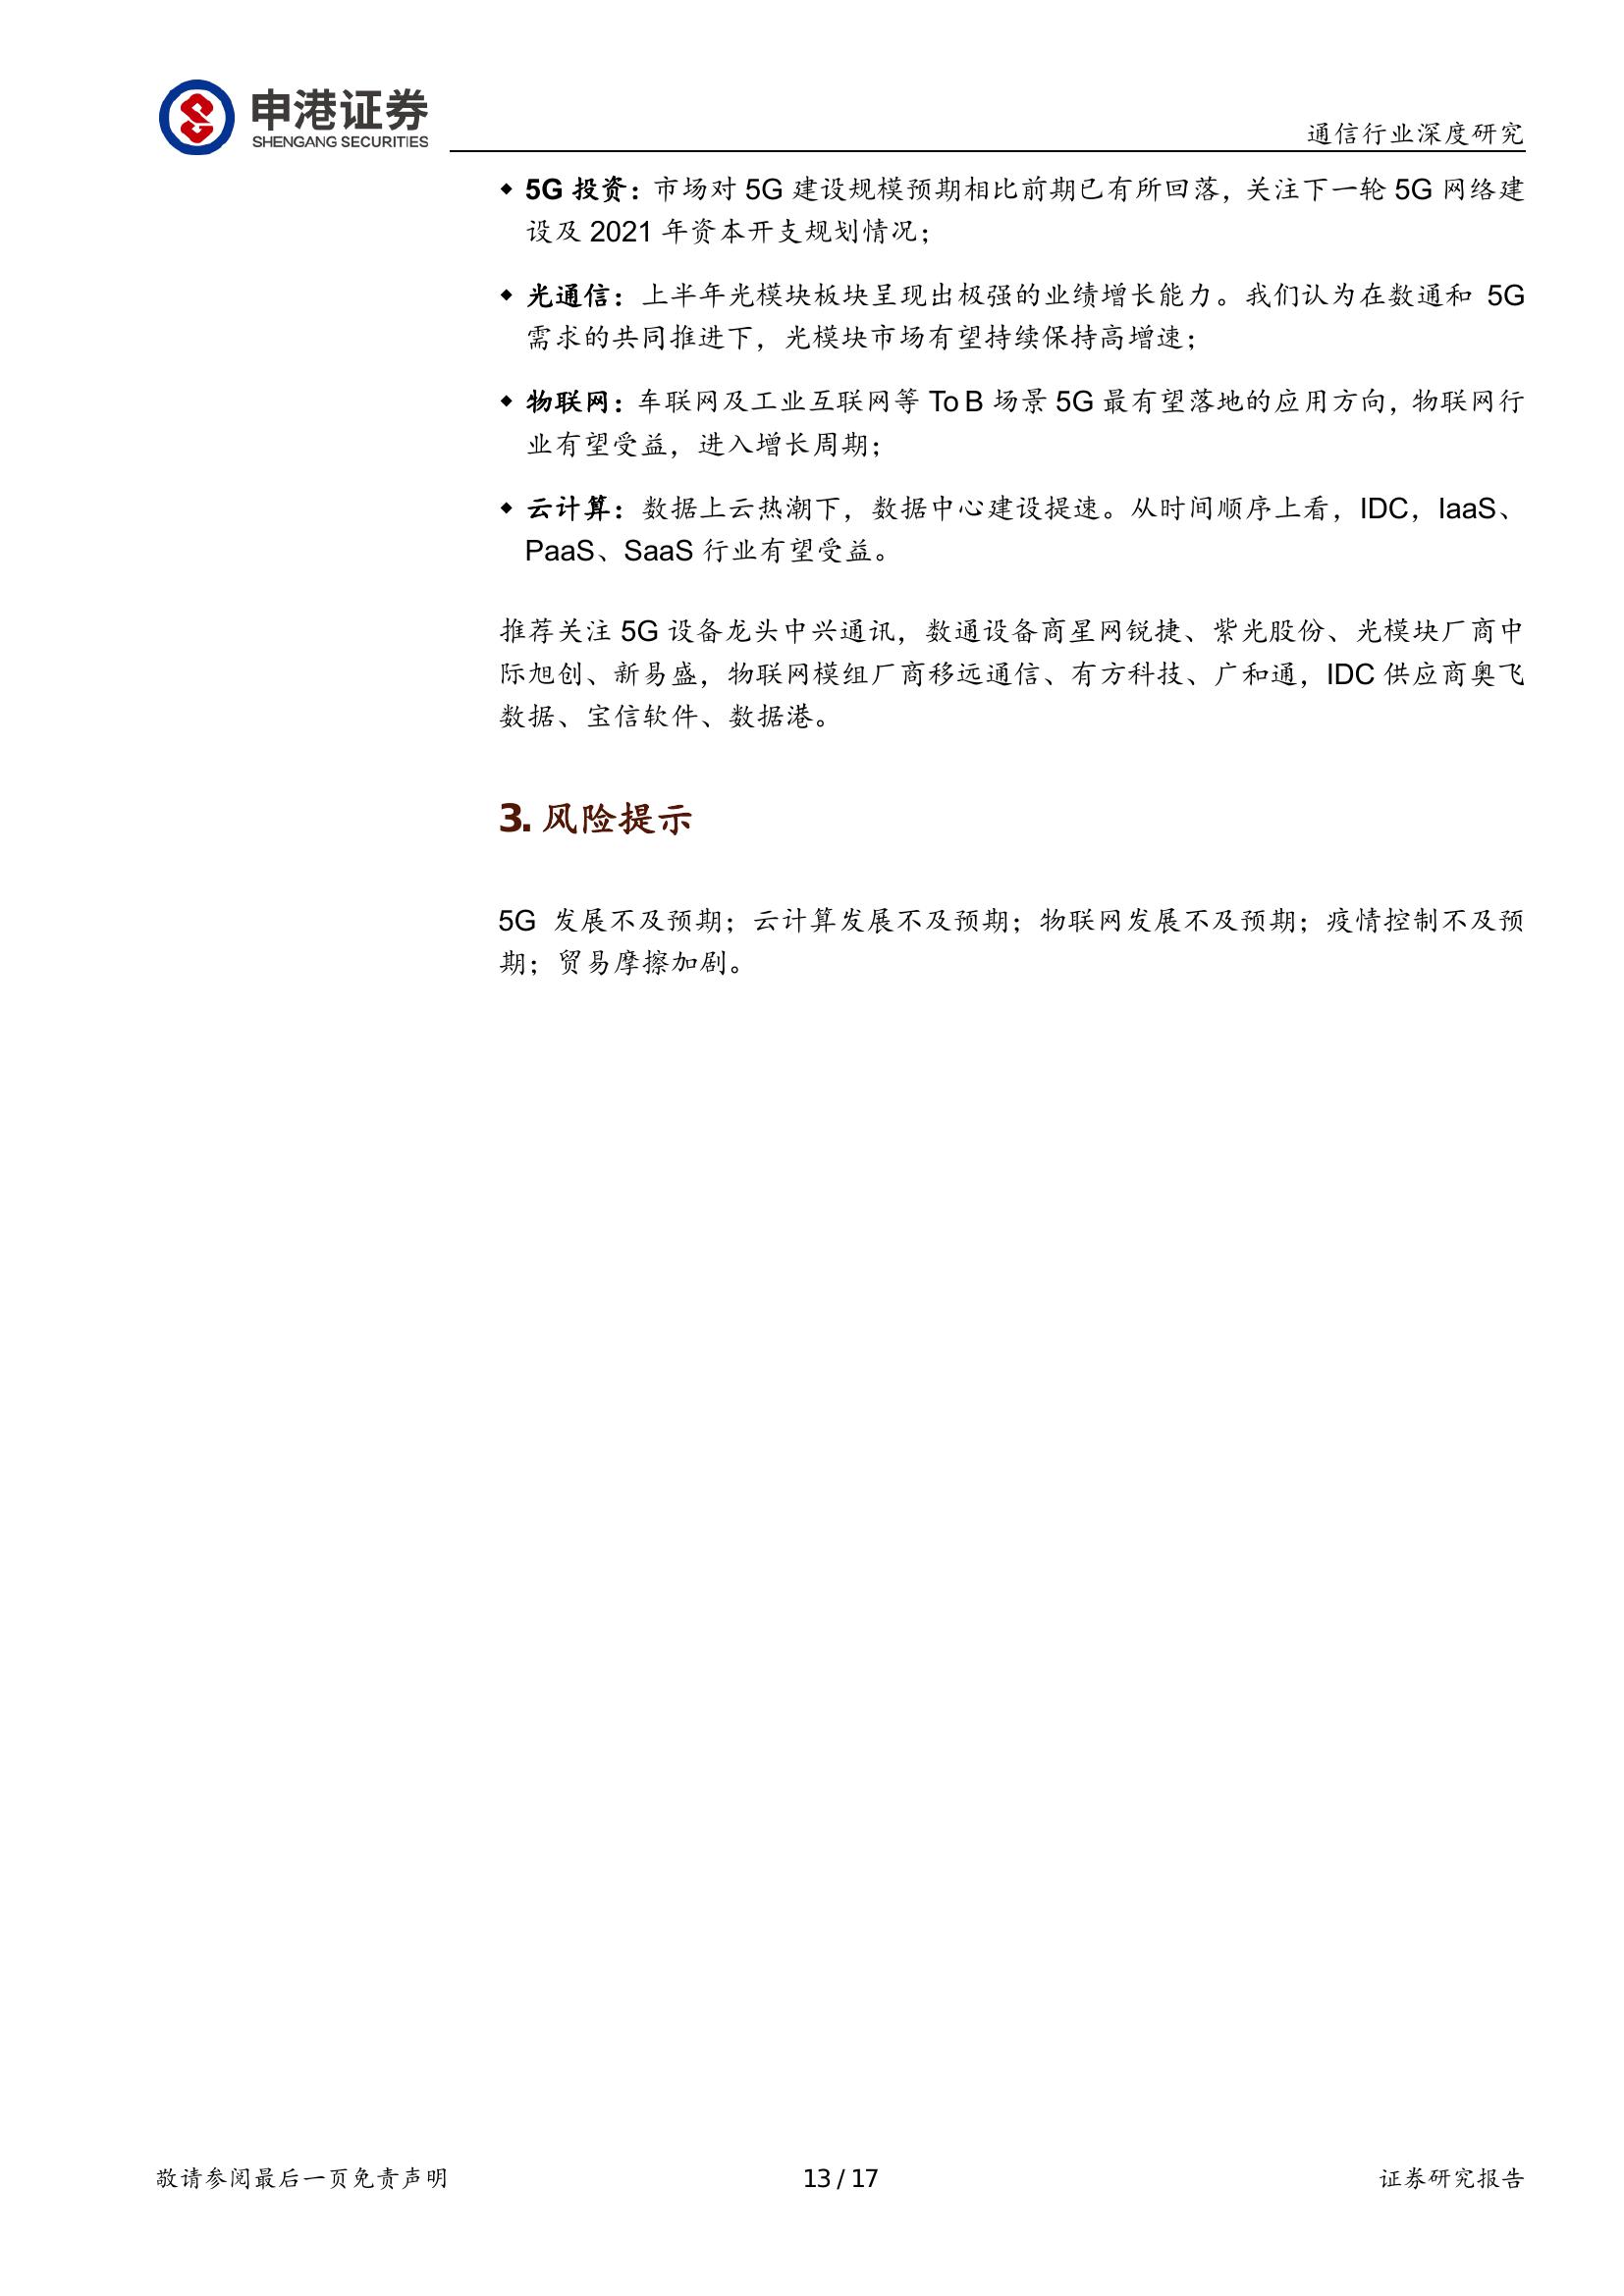 申港证券
SHENGANG SECURITIES
通信行业深度研究
◆ 5G 投资：市场对 5G 建设规模预期相比前期已有所回落，关注下一轮 5G 网络建
设及 2021 年资本开支规划情况；
◆ 光通信：上半年光模块板块呈现出极强的业绩增长能力。我们认为在数通和 5G
需求的共同推进下，光模块市场有望持续保持高增速；
◆ 物联网：车联网及工业互联网等 To B 场景 5G 最有望落地的应用方向，物联网行
业有望受益，进入增长周期；
◆ 云计算：数据上云热潮下，数据中心建设提速。从时间顺序上看，IDC，IaaS、
PaaS、SaaS 行业有望受益。
推荐关注 5G 设备龙头中兴通讯，数通设备商星网锐捷、紫光股份、光模块厂商中
际旭创、新易盛，物联网模组厂商移远通信、有方科技、广和通，IDC 供应商奥飞
数据、宝信软件、数据港。
3. 风险提示
5G 发展不及预期；云计算发展不及预期；物联网发展不及预期；疫情控制不及预
期；贸易摩擦加剧。
敬请参阅最后一页免责声明
13 / 17
证券研究报告